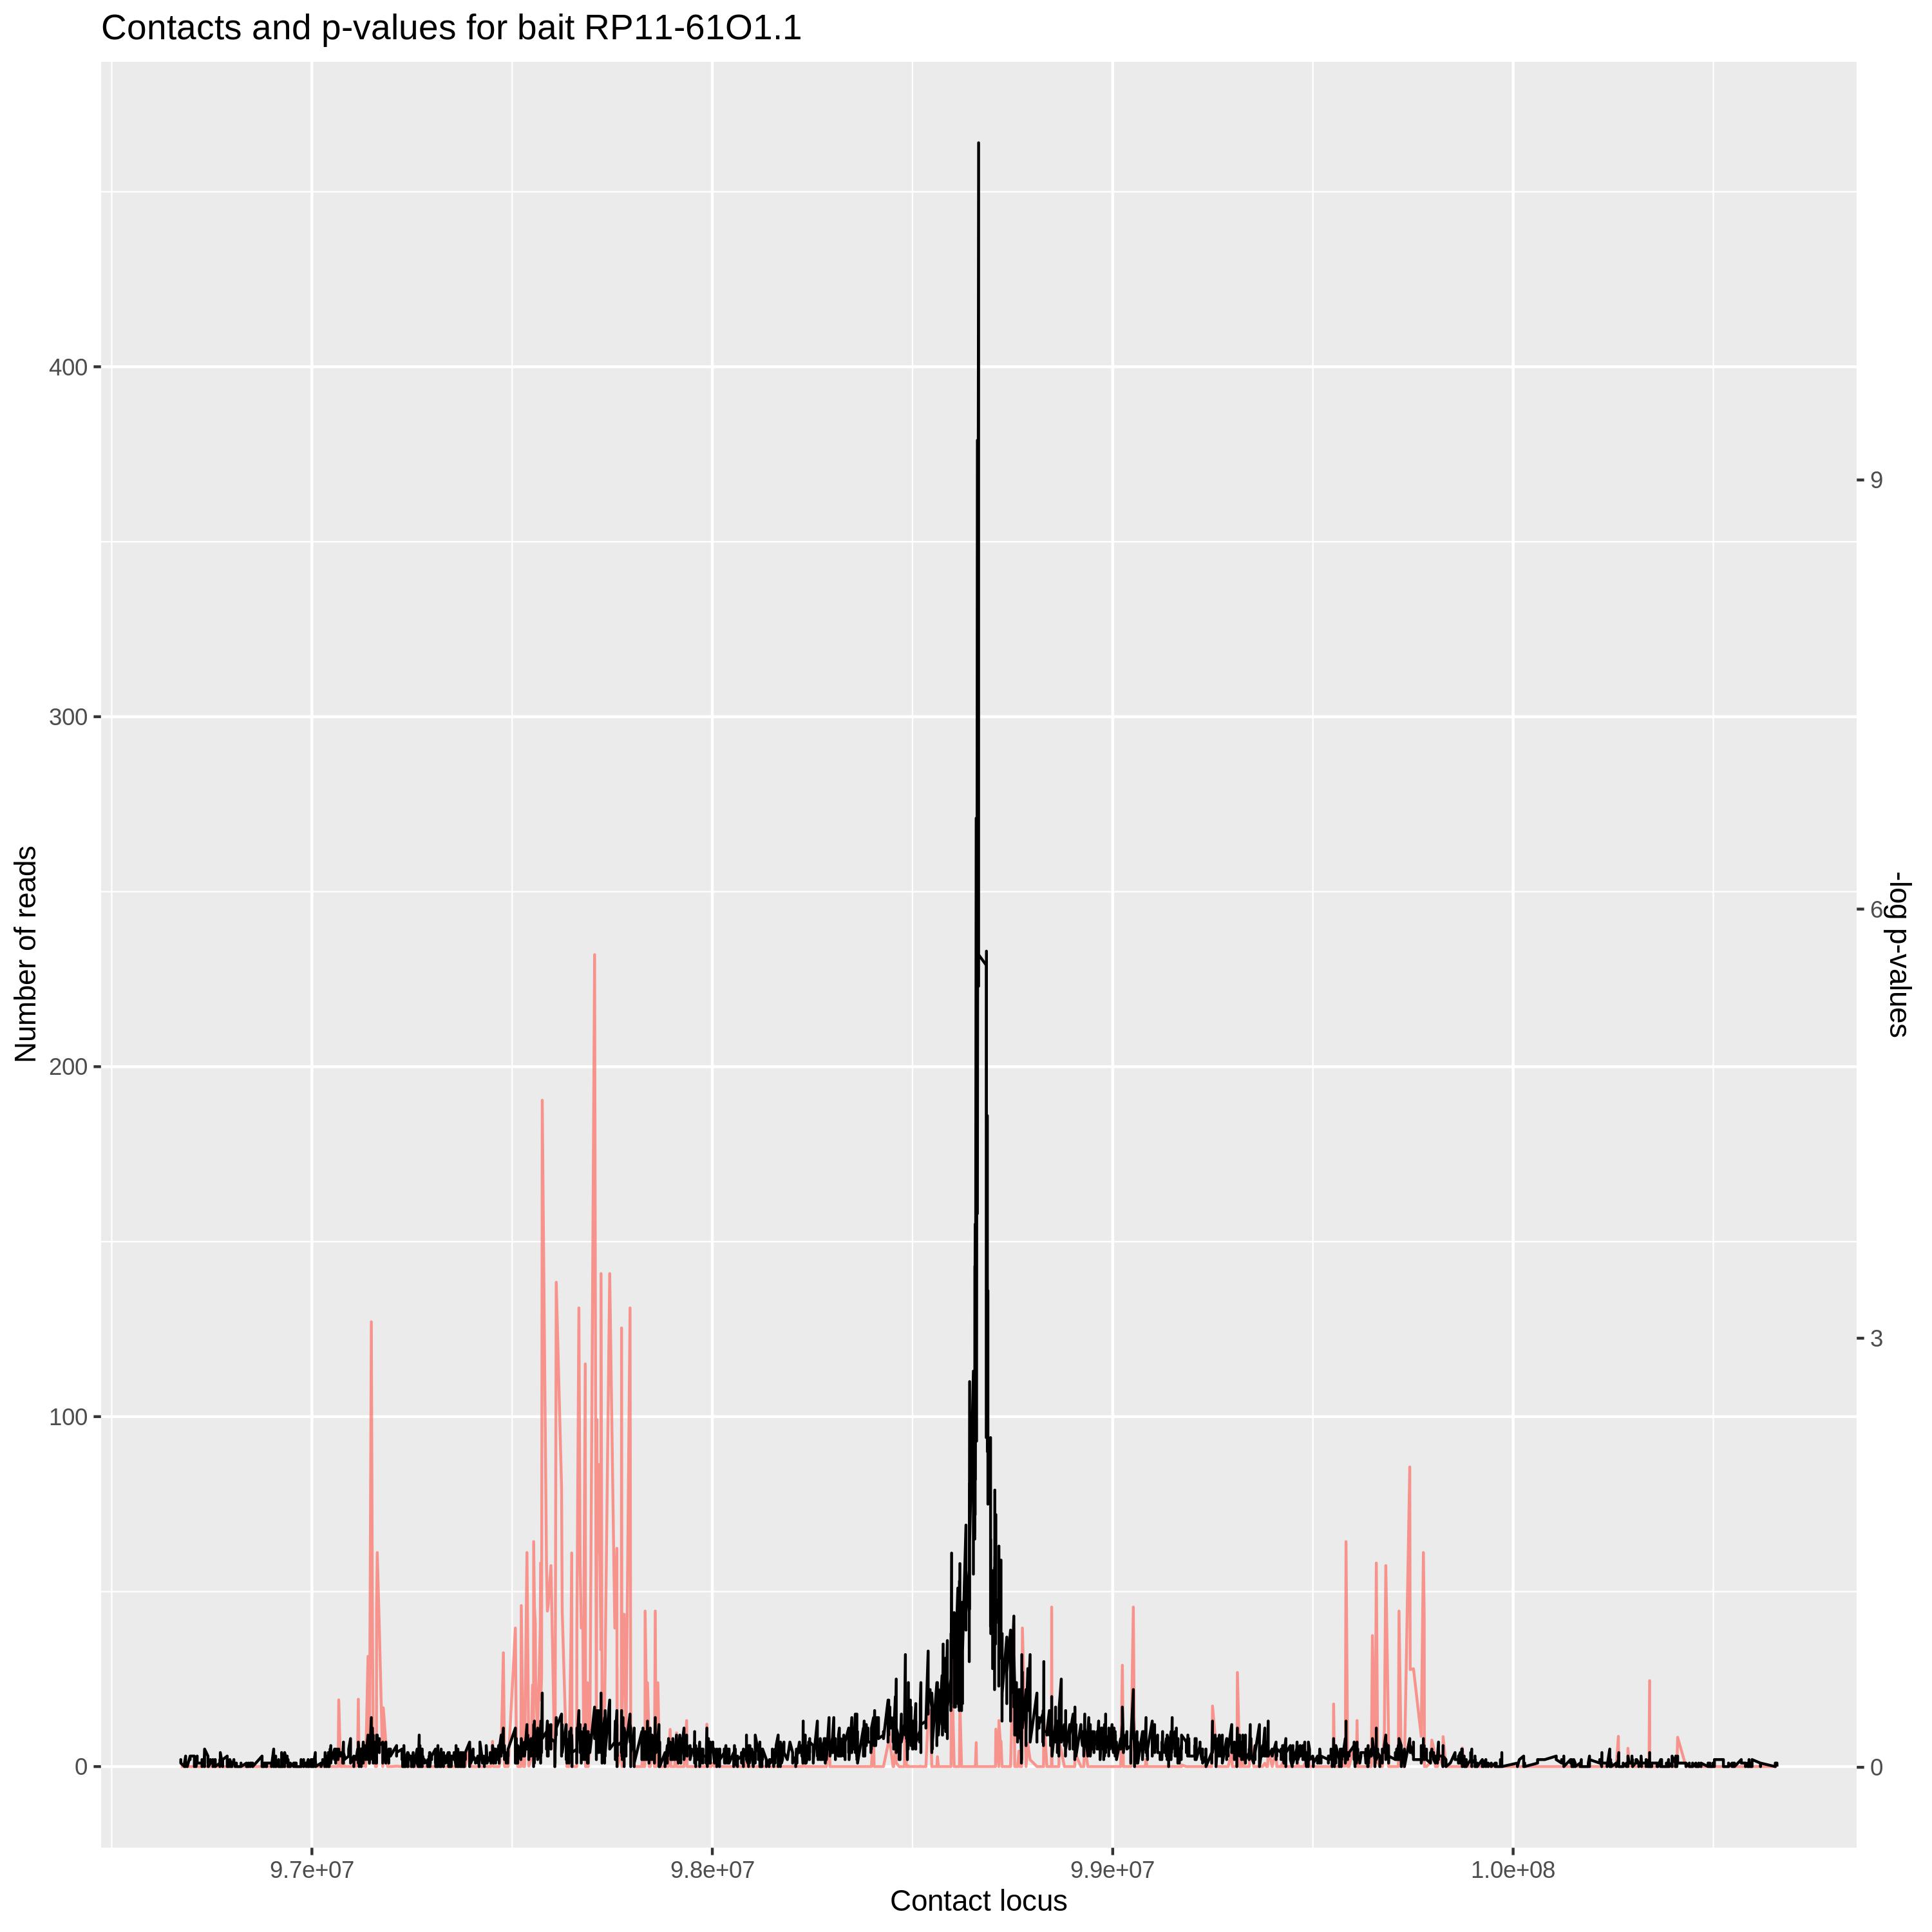 Contacts and p-values for bait RP11-61O1.1
400
300
200
100
0
Number of reads
9
6
3
0
-log p-values
9.7e+07
9.8e+07
9.9e+07
1.0e+08
Contact locus